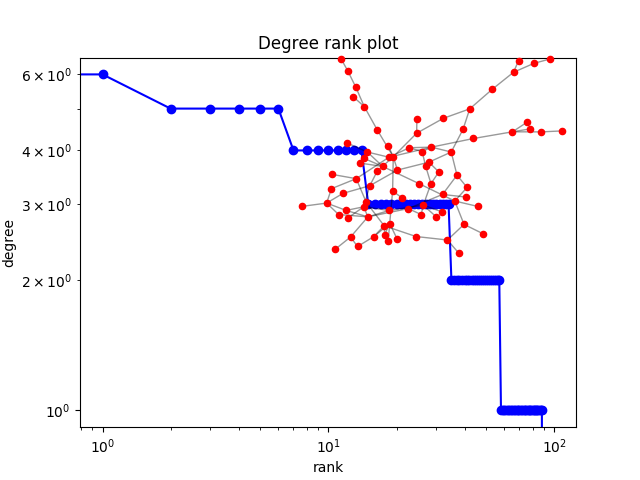 Degree rank plot
6 × 10⁰
4 × 10⁰
3 × 10⁰
2 × 10⁰
10⁰
degree
10⁰ 10¹ 10²
rank